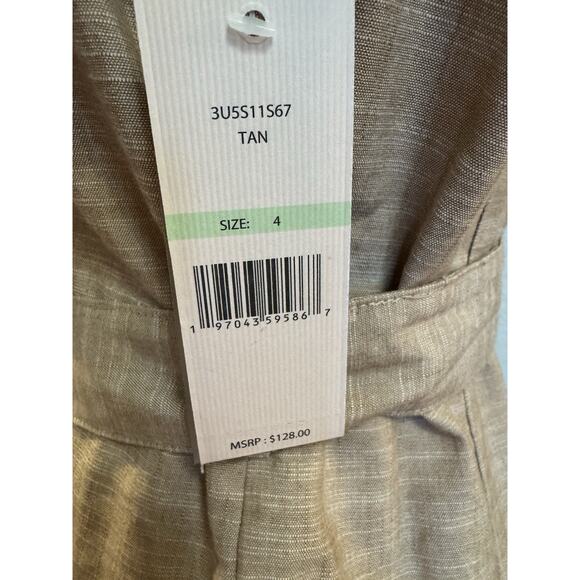 3U5S11S67
TAN
SIZE: 4
1 97043 59586 7
MSRP : $128.00